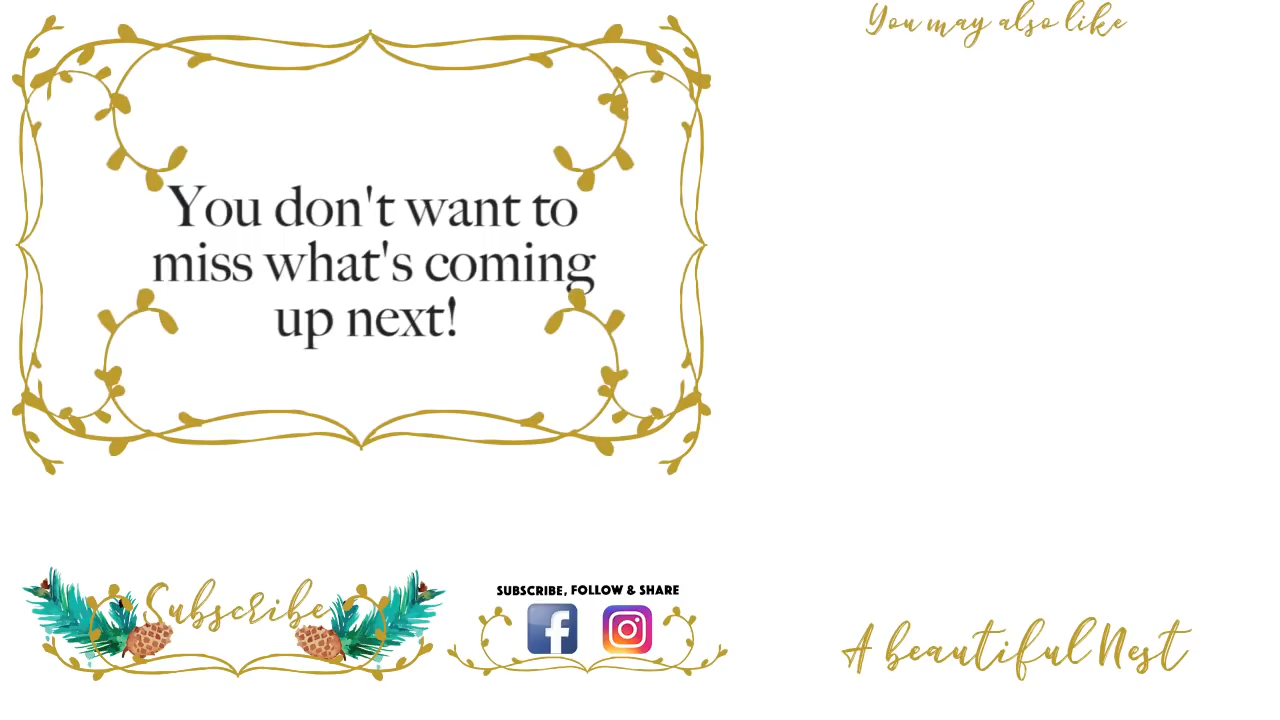 You may also like
You don't want to
miss what's coming
up next!
Subscribe
SUBSCRIBE, FOLLOW & SHARE
A beautiful Nest